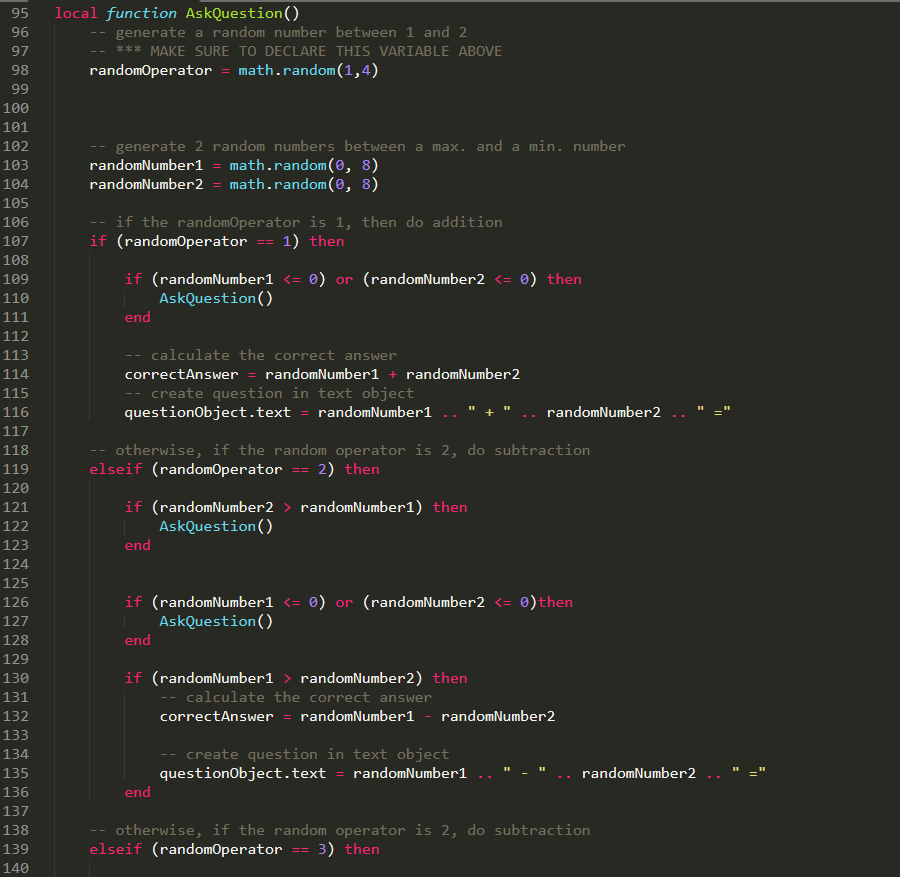 95 local function AskQuestion()
96 -- generate a random number between 1 and 2
97 -- *** MAKE SURE TO DECLARE THIS VARIABLE ABOVE
98 randomOperator = math.random(1,4)
99
100
101
102 -- generate 2 random numbers between a max. and a min. number
103 randomNumber1 = math.random(0, 8)
104 randomNumber2 = math.random(0, 8)
105
106 -- if the randomOperator is 1, then do addition
107 if (randomOperator == 1) then
108
109 if (randomNumber1 <= 0) or (randomNumber2 <= 0) then
110 AskQuestion()
111 end
112
113 -- calculate the correct answer
114 correctAnswer = randomNumber1 + randomNumber2
115 -- create question in text object
116 questionObject.text = randomNumber1 .. " + " .. randomNumber2 .. " ="
117
118 -- otherwise, if the random operator is 2, do subtraction
119 elseif (randomOperator == 2) then
120
121 if (randomNumber2 > randomNumber1) then
122 AskQuestion()
123 end
124
125
126 if (randomNumber1 <= 0) or (randomNumber2 <= 0)then
127 AskQuestion()
128 end
129
130 if (randomNumber1 > randomNumber2) then
131 -- calculate the correct answer
132 correctAnswer = randomNumber1 - randomNumber2
133
134 -- create question in text object
135 questionObject.text = randomNumber1 .. " - " .. randomNumber2 .. " ="
136 end
137
138 -- otherwise, if the random operator is 2, do subtraction
139 elseif (randomOperator == 3) then
140